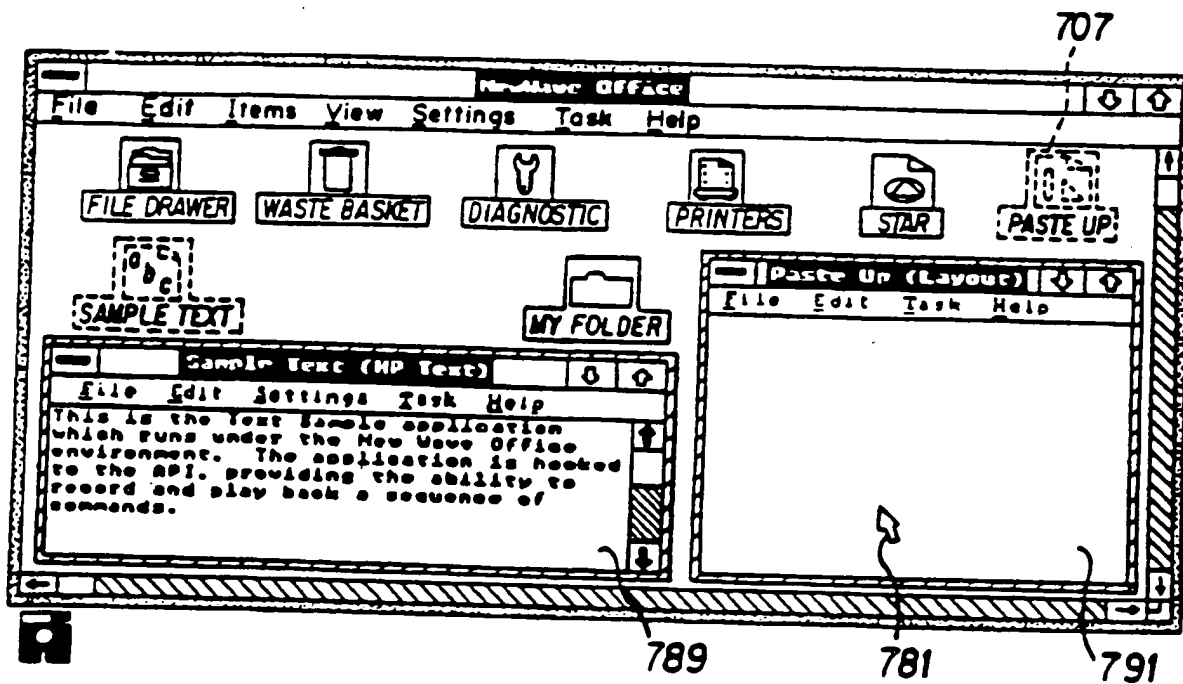 707
NewWave Office
File Edit Items View Settings Task Help
FILE DRAWER WASTE BASKET DIAGNOSTIC PRINTERS STAR PASTE UP
abc
SAMPLE TEXT MY FOLDER
Paste Up (Layout)
File Edit Task Help
Sample Text (HP Text)
File Edit Settings Task Help
This is the Text Sample application
which runs under the New Wave Office
environment. The application is hooked
to the API, providing the ability to
record and play back a sequence of
commands.
789 781 791